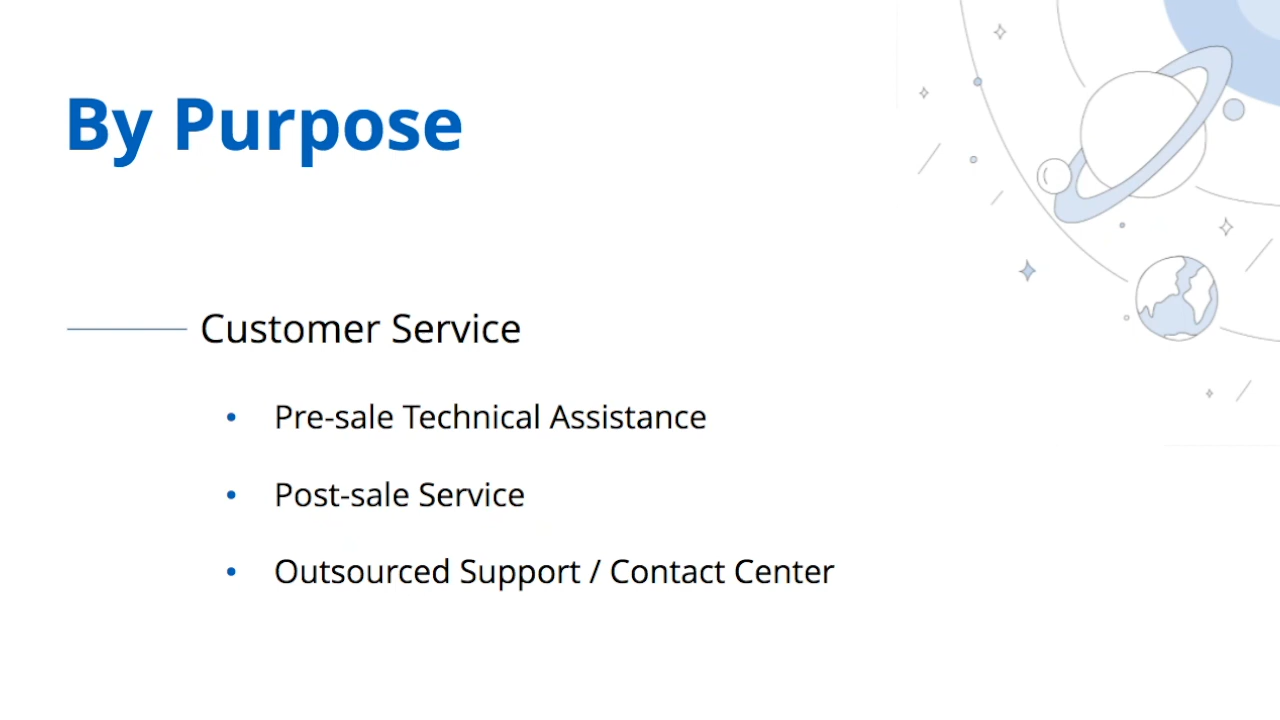 By Purpose
Customer Service
• Pre-sale Technical Assistance
• Post-sale Service
• Outsourced Support / Contact Center